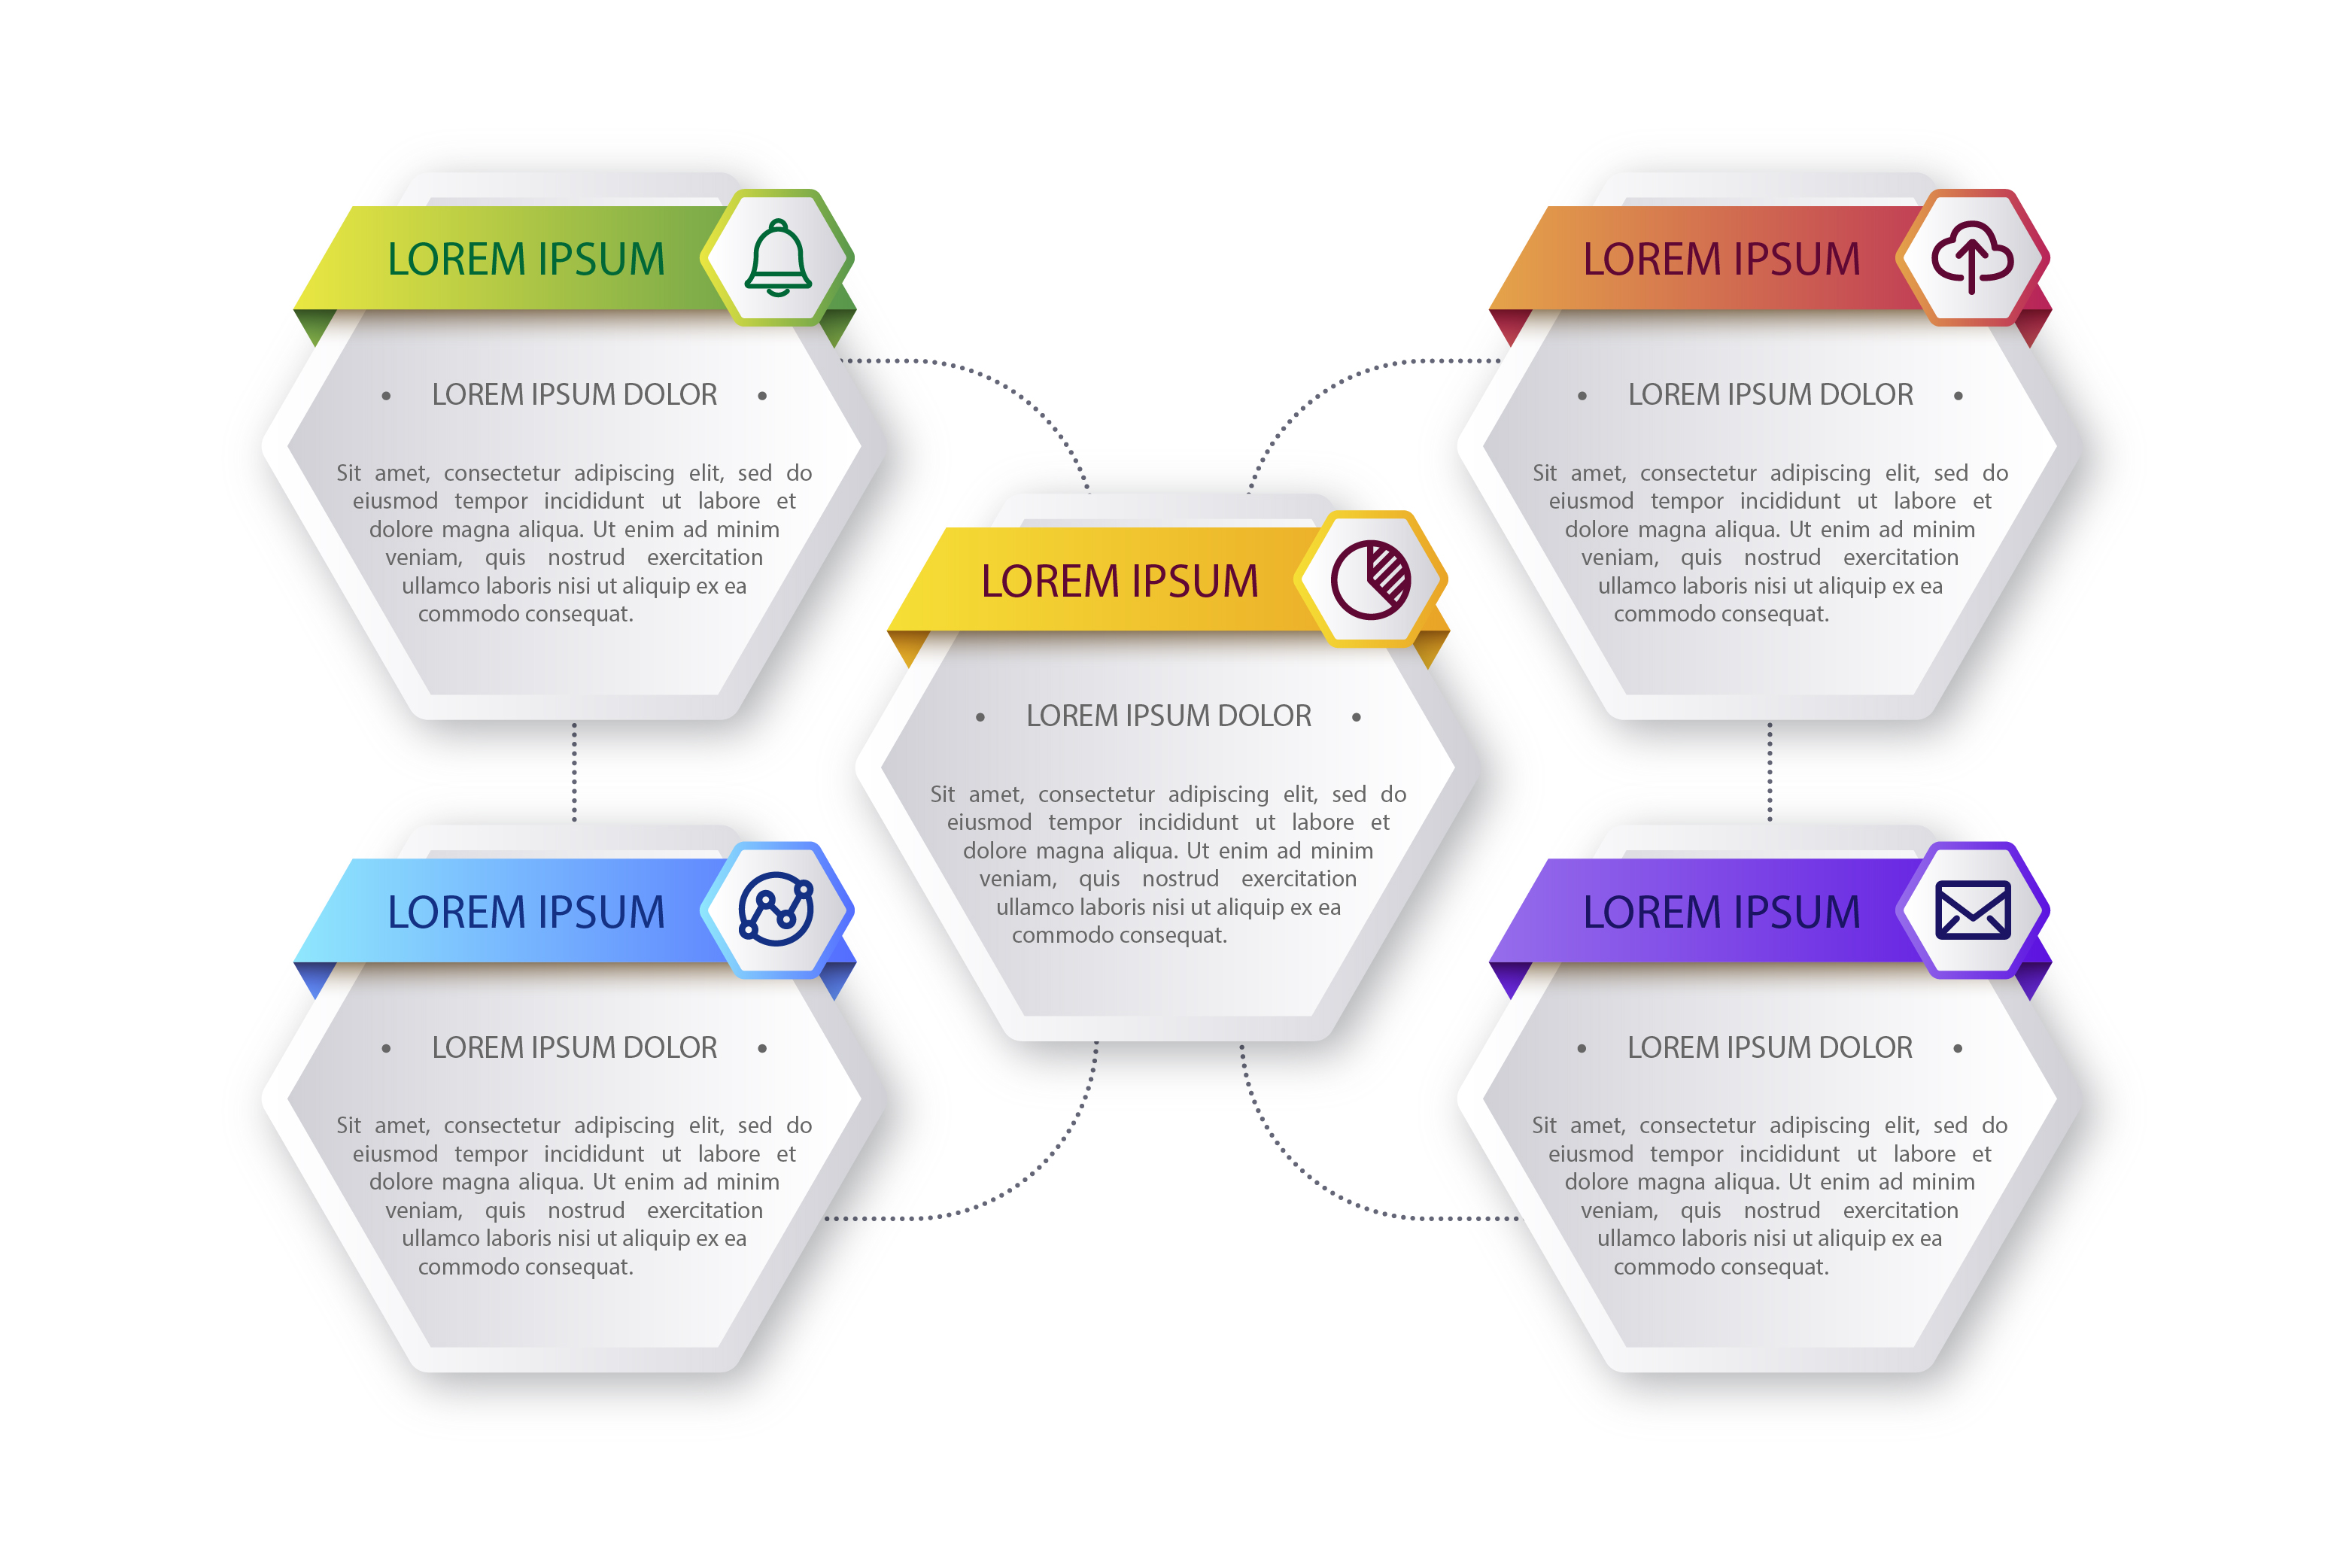 LOREM IPSUM
• LOREM IPSUM DOLOR •
Sit amet, consectetur adipiscing elit, sed do
eiusmod tempor incididunt ut labore et
dolore magna aliqua. Ut enim ad minim
veniam, quis nostrud exercitation
ullamco laboris nisi ut aliquip ex ea
commodo consequat.
LOREM IPSUM
• LOREM IPSUM DOLOR •
Sit amet, consectetur adipiscing elit, sed do
eiusmod tempor incididunt ut labore et
dolore magna aliqua. Ut enim ad minim
veniam, quis nostrud exercitation
ullamco laboris nisi ut aliquip ex ea
commodo consequat.
LOREM IPSUM
• LOREM IPSUM DOLOR •
Sit amet, consectetur adipiscing elit, sed do
eiusmod tempor incididunt ut labore et
dolore magna aliqua. Ut enim ad minim
veniam, quis nostrud exercitation
ullamco laboris nisi ut aliquip ex ea
commodo consequat.
LOREM IPSUM
• LOREM IPSUM DOLOR •
Sit amet, consectetur adipiscing elit, sed do
eiusmod tempor incididunt ut labore et
dolore magna aliqua. Ut enim ad minim
veniam, quis nostrud exercitation
ullamco laboris nisi ut aliquip ex ea
commodo consequat.
LOREM IPSUM
• LOREM IPSUM DOLOR •
Sit amet, consectetur adipiscing elit, sed do
eiusmod tempor incididunt ut labore et
dolore magna aliqua. Ut enim ad minim
veniam, quis nostrud exercitation
ullamco laboris nisi ut aliquip ex ea
commodo consequat.